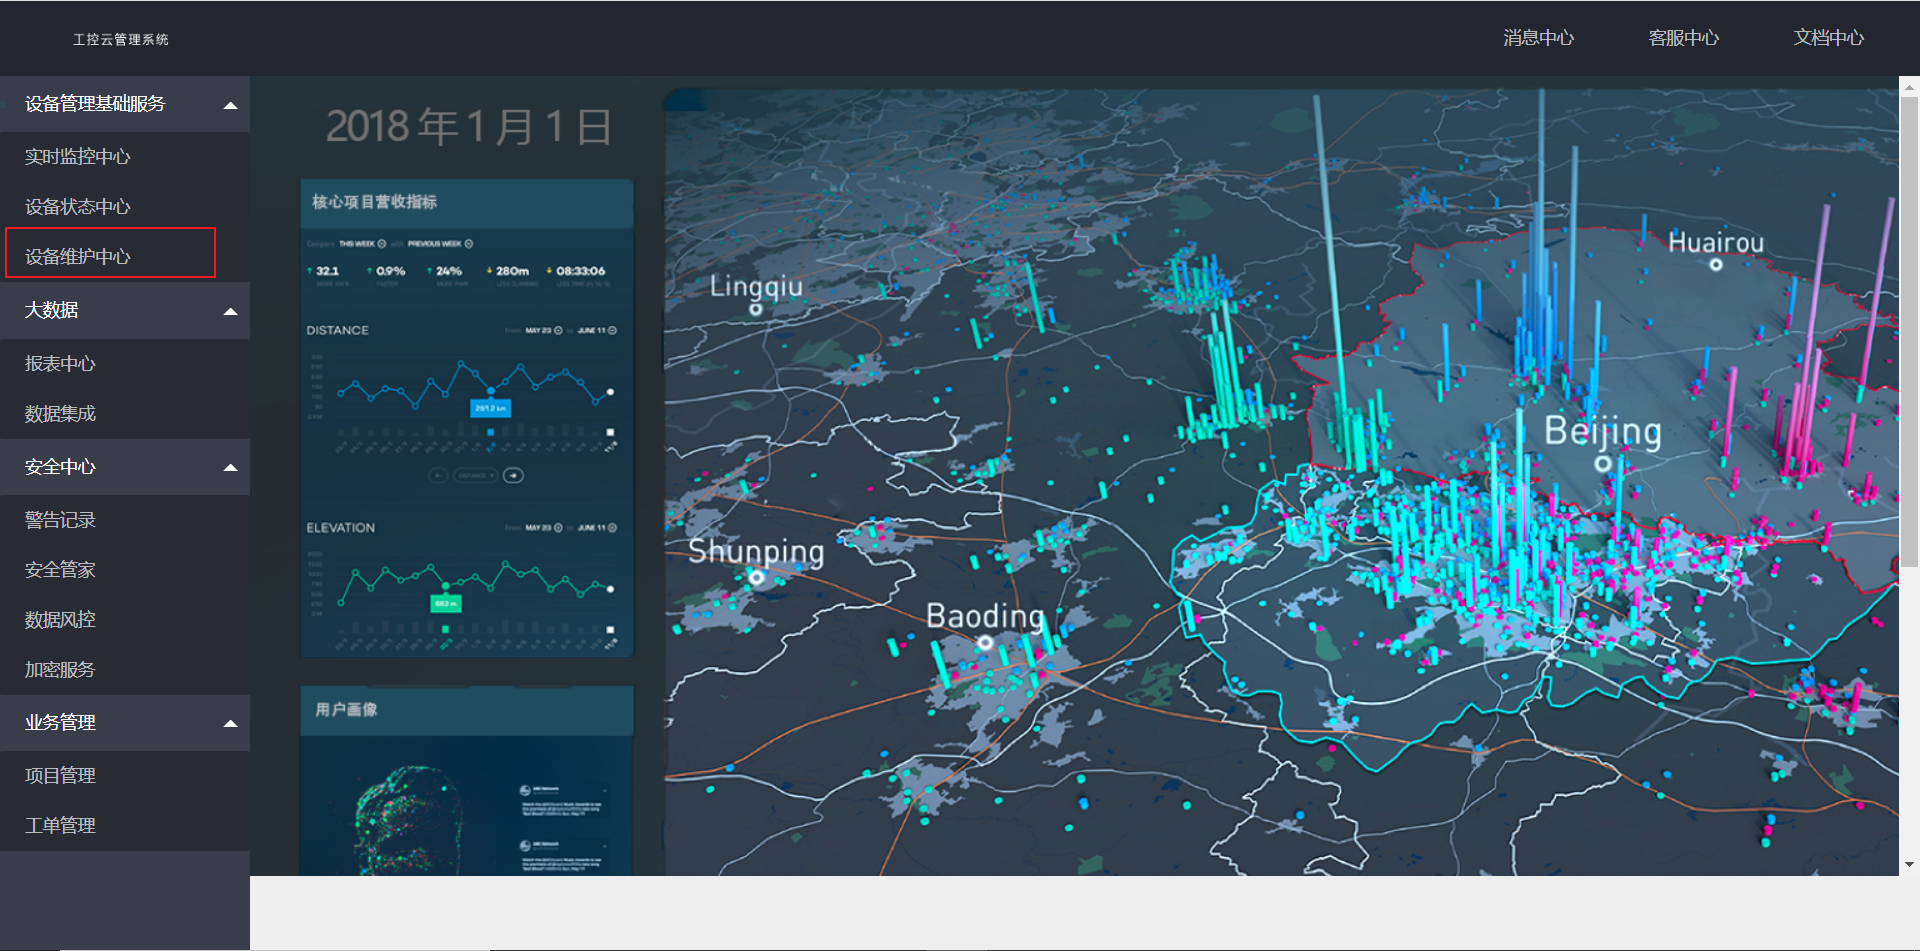 工控云管理系统
消息中心
客服中心
文档中心
设备管理基础服务
实时监控中心
设备状态中心
设备维护中心
大数据
报表中心
数据集成
安全中心
警告记录
安全管家
数据风控
加密服务
业务管理
项目管理
工单管理
2018年1月1日
核心项目营收指标
Compare THIS WEEK with PREVIOUS WEEK
32.1
0.9%
24%
280m
08:33:06
DISTANCE
From MAY 23 to JUNE 11
ELEVATION
From MAY 23 to JUNE 11
用户画像
Lingqiu
Huairou
Beijing
Shunping
Baoding